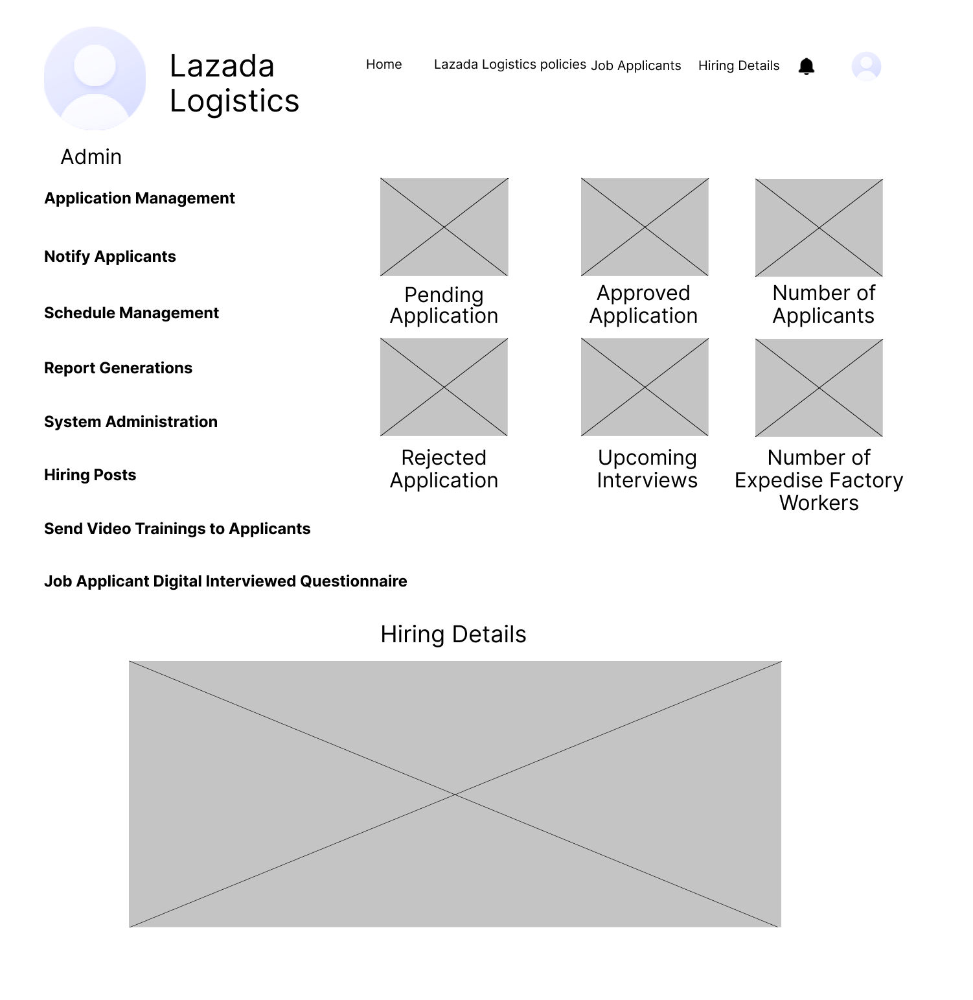 Lazada
Logistics
Home
Lazada Logistics policies
Job Applicants
Hiring Details
Admin
Application Management
Notify Applicants
Schedule Management
Report Generations
System Administration
Hiring Posts
Send Video Trainings to Applicants
Job Applicant Digital Interviewed Questionnaire
Pending
Application
Approved
Application
Number of
Applicants
Rejected
Application
Upcoming
Interviews
Number of
Expedise Factory
Workers
Hiring Details